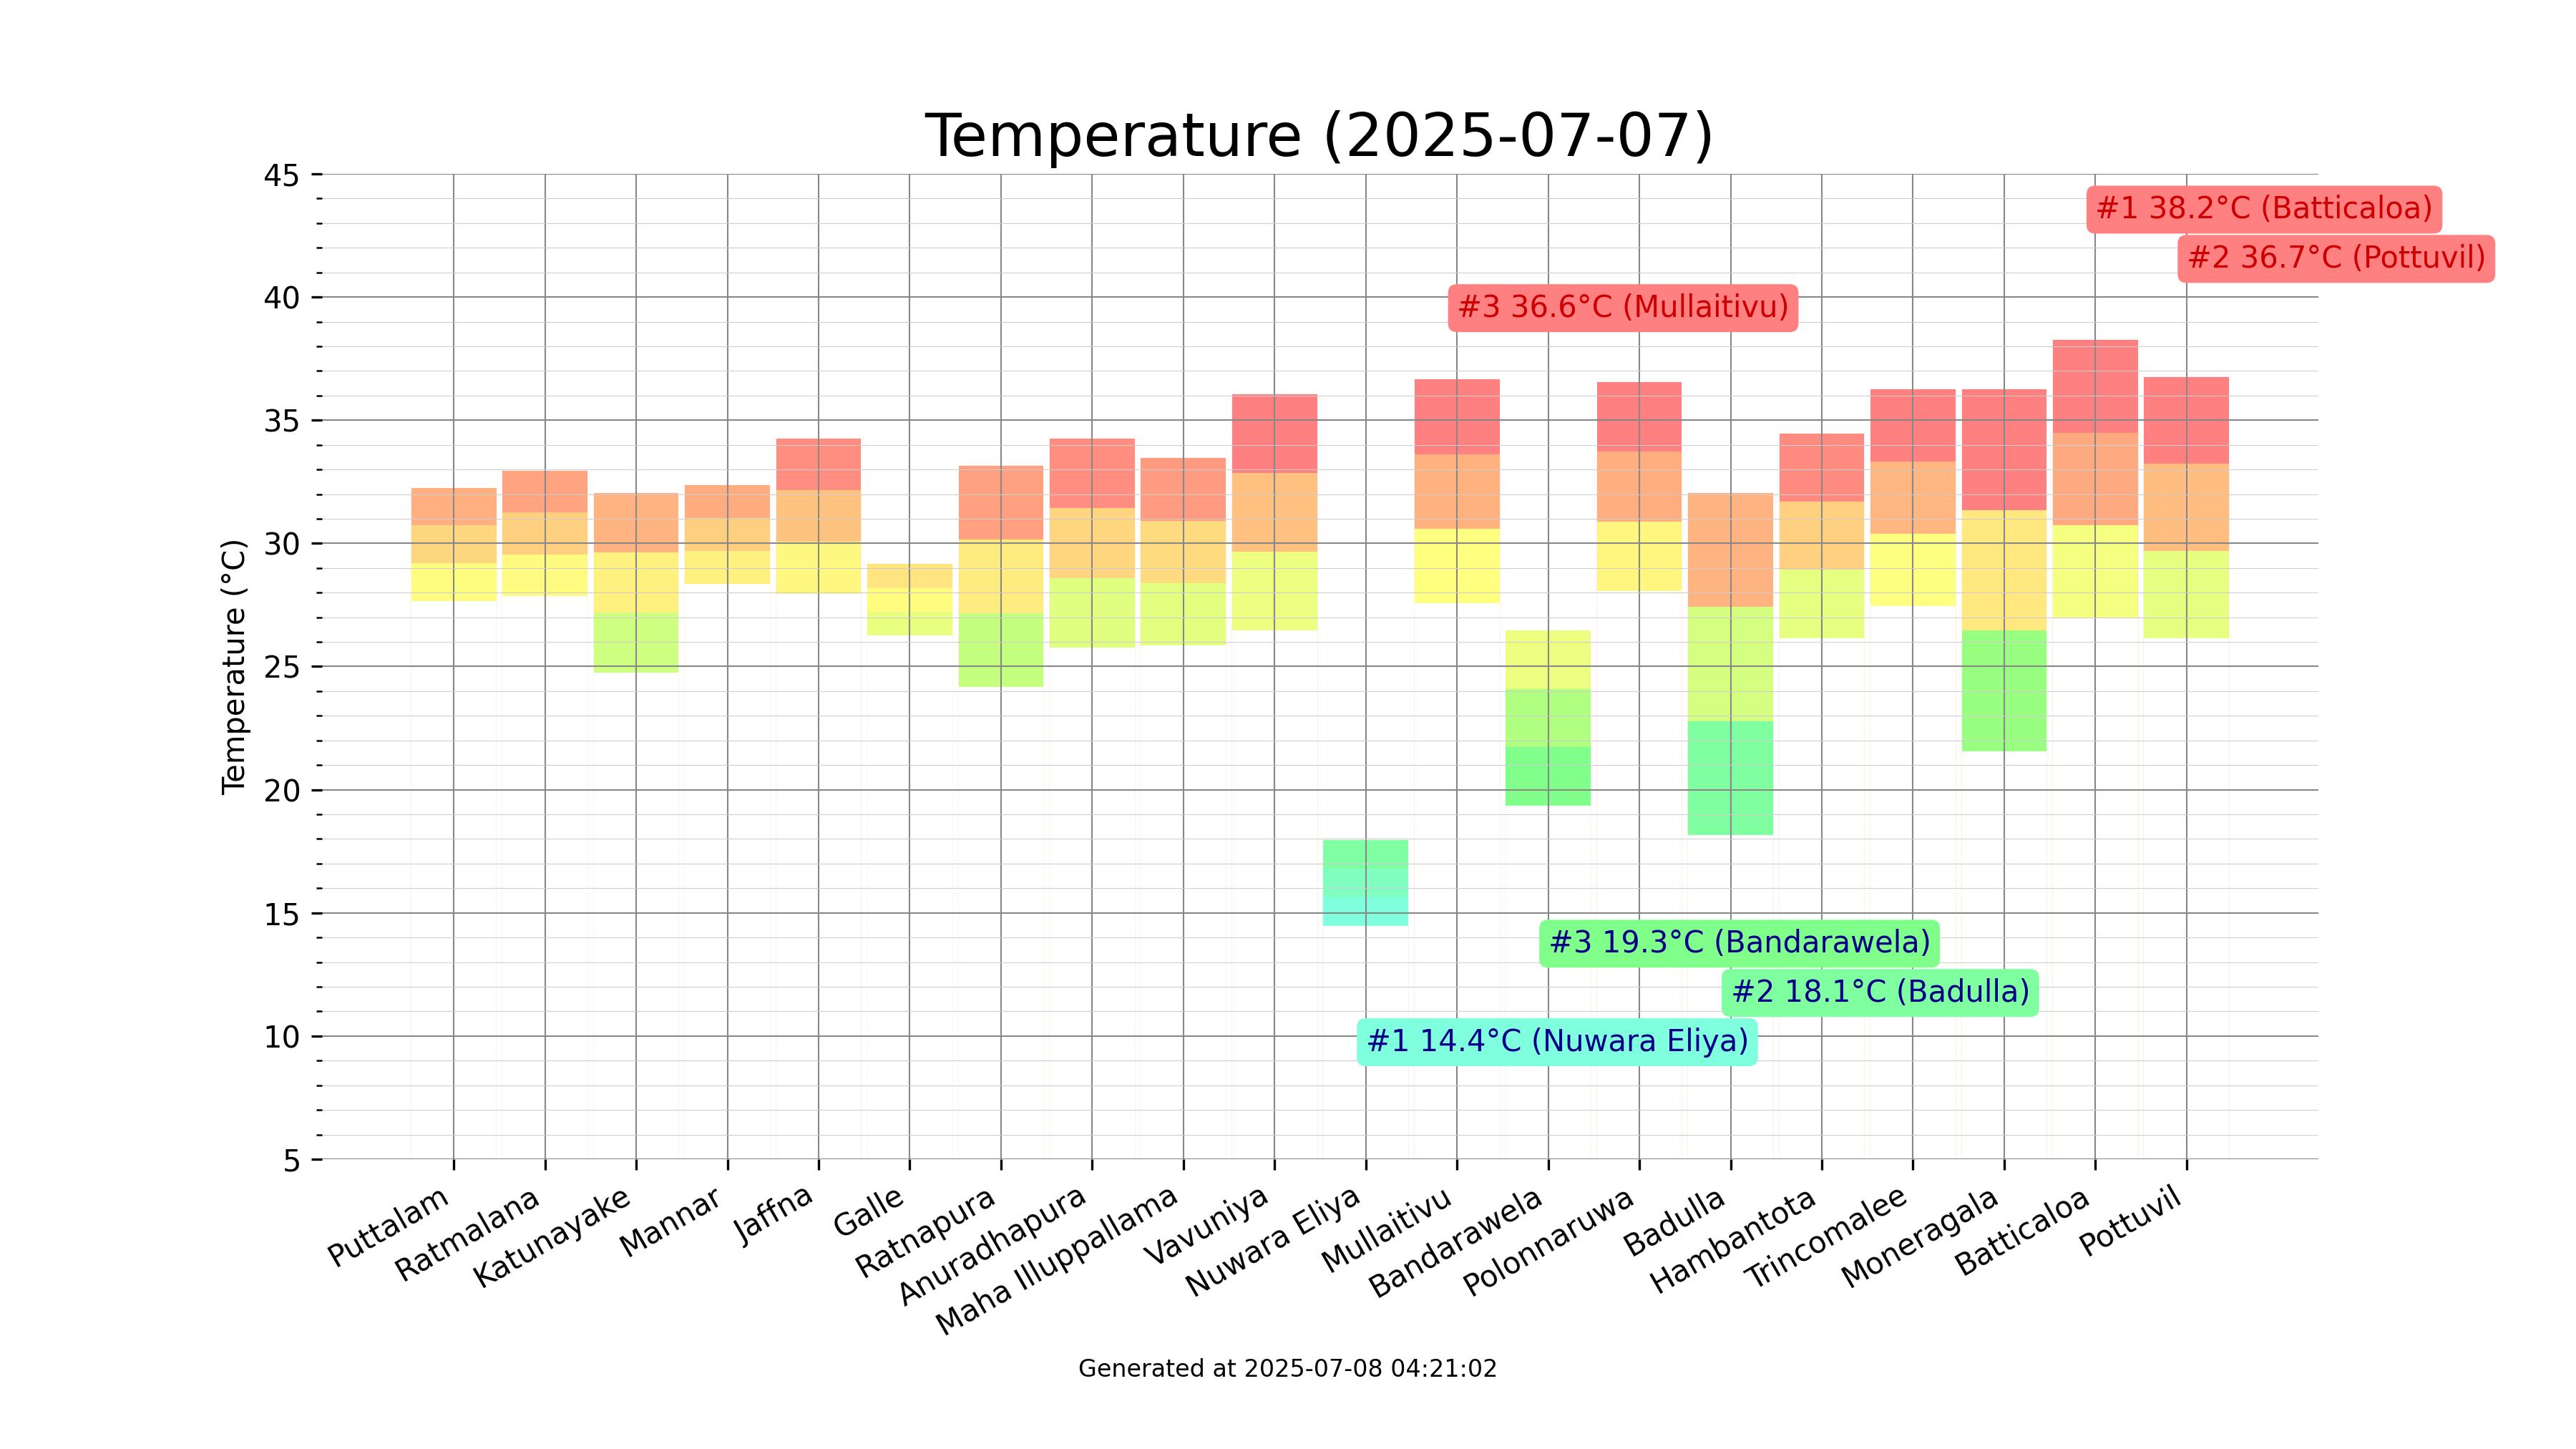 Temperature (2025-07-07)
45
40
35
30
25
20
15
10
5
Temperature (°C)
#1 38.2°C (Batticaloa)
#2 36.7°C (Pottuvil)
#3 36.6°C (Mullaitivu)
#3 19.3°C (Bandarawela)
#2 18.1°C (Badulla)
#1 14.4°C (Nuwara Eliya)
Puttalam
Ratmalana
Katunayake
Mannar
Jaffna
Galle
Ratnapura
Anuradhapura
Maha Illuppallama
Vavuniya
Nuwara Eliya
Mullaitivu
Bandarawela
Polonnaruwa
Badulla
Hambantota
Trincomalee
Moneragala
Batticaloa
Pottuvil
Generated at 2025-07-08 04:21:02